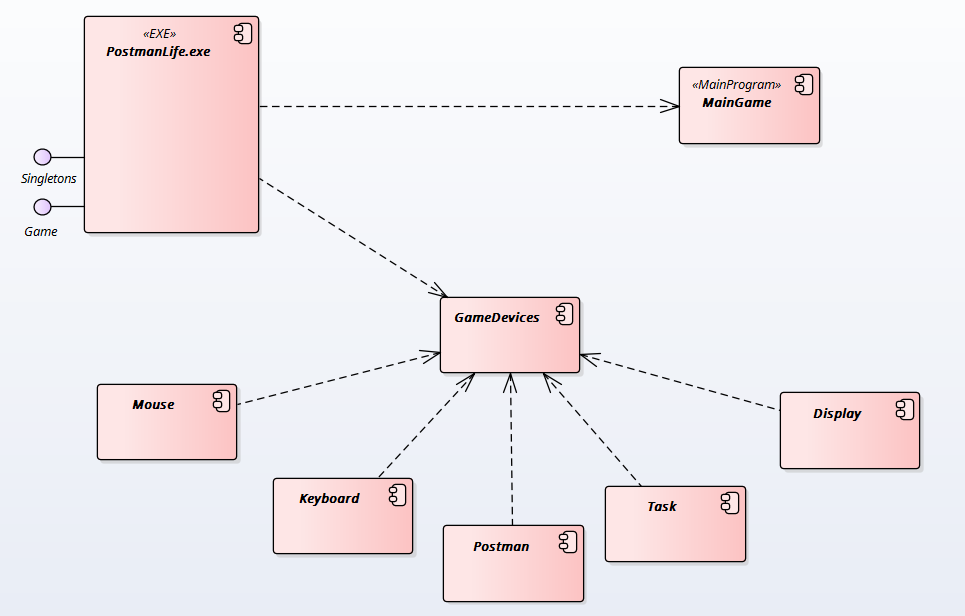 «EXE»
PostmanLife.exe
«MainProgram»
MainGame
Singletons
Game
GameDevices
Mouse
Display
Keyboard
Task
Postman